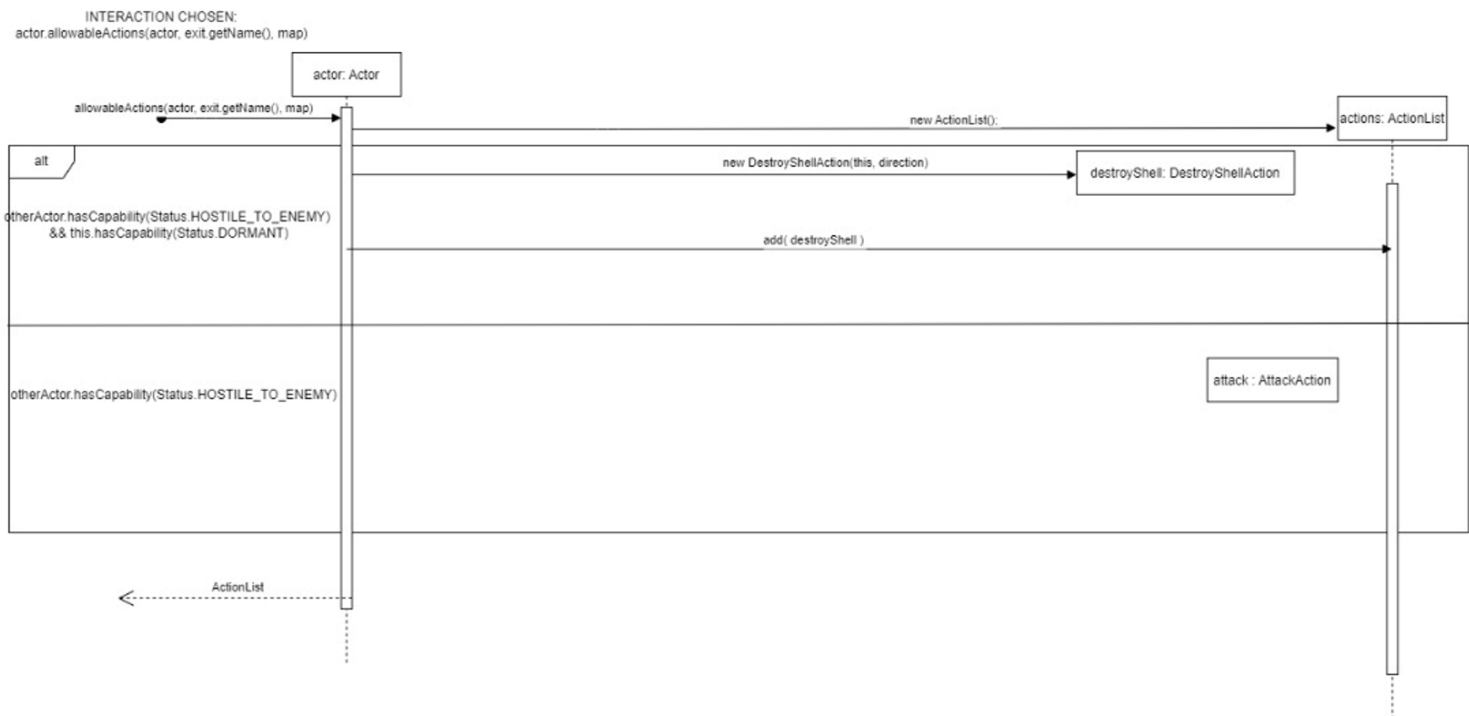 INTERACTION CHOSEN:
actor.allowableActions(actor, exit.getName(), map)
actor: Actor
allowableActions(actor, exit.getName(), map)
new ActionList();
actions: ActionList
alt
new DestroyShellAction(this, direction)
destroyShell: DestroyShellAction
otherActor.hasCapability(Status.HOSTILE_TO_ENEMY)
&& this.hasCapability(Status.DORMANT)
add( destroyShell )
attack : AttackAction
otherActor.hasCapability(Status.HOSTILE_TO_ENEMY)
ActionList